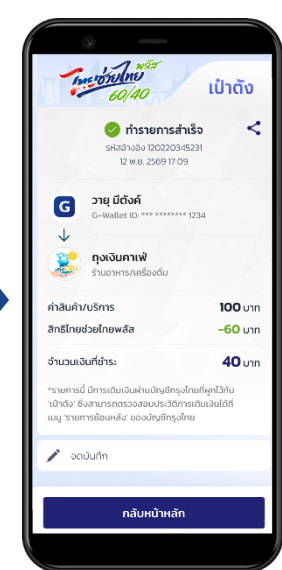 ไทยช่วยไทย พลัส
60/40
เป๋าตัง
ทำรายการสำเร็จ
รหัสอ้างอิง 120220345231
12 พ.ย. 2569 17:09
G
วายุ มีตังค์
G-Wallet ID: *** ******** 1234
ถุงเงินคาเฟ่
ร้านอาหาร/เครื่องดื่ม
ค่าสินค้า/บริการ 100 บาท
สิทธิไทยช่วยไทยพลัส -60 บาท
จำนวนเงินที่ชำระ 40 บาท
*รายการนี้ มีการเติมเงินผ่านบัญชีกรุงไทยที่ผูกไว้กับ
'เป๋าตัง' ซึ่งสามารถตรวจสอบประวัติการเติมเงินได้ที่
เมนู 'รายการย้อนหลัง' ของบัญชีกรุงไทย
จดบันทึก
กลับหน้าหลัก